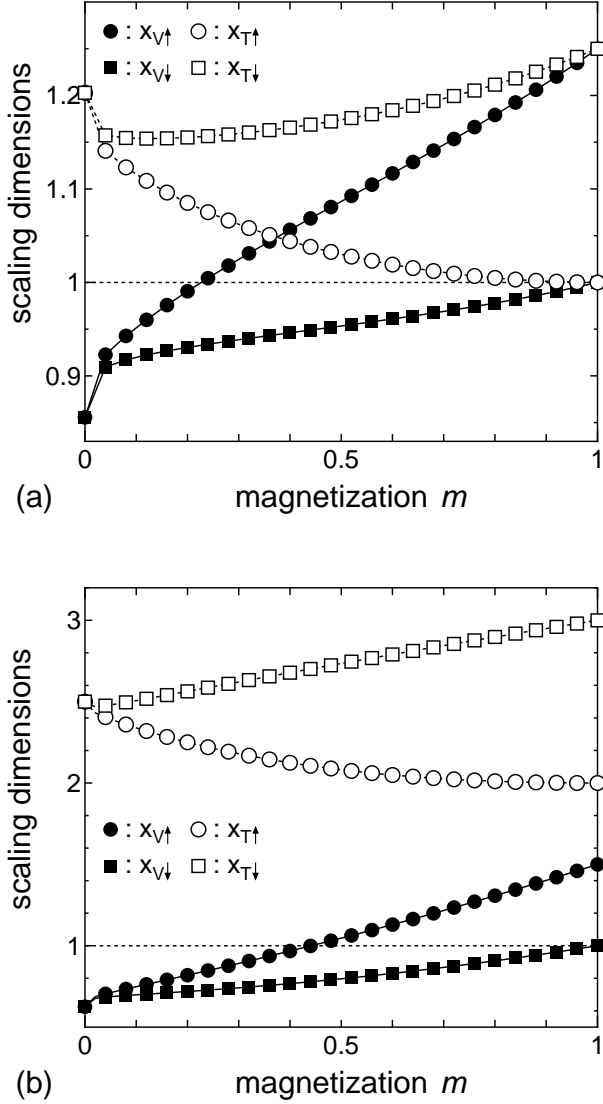 ● : x_V↑ ○ : x_T↑
■ : x_V↓ □ : x_T↓
1.2
1.1
1
0.9
scaling dimensions
0 0.5 1
(a) magnetization m
3
2
1
scaling dimensions
● : x_V↑ ○ : x_T↑
■ : x_V↓ □ : x_T↓
0 0.5 1
(b) magnetization m